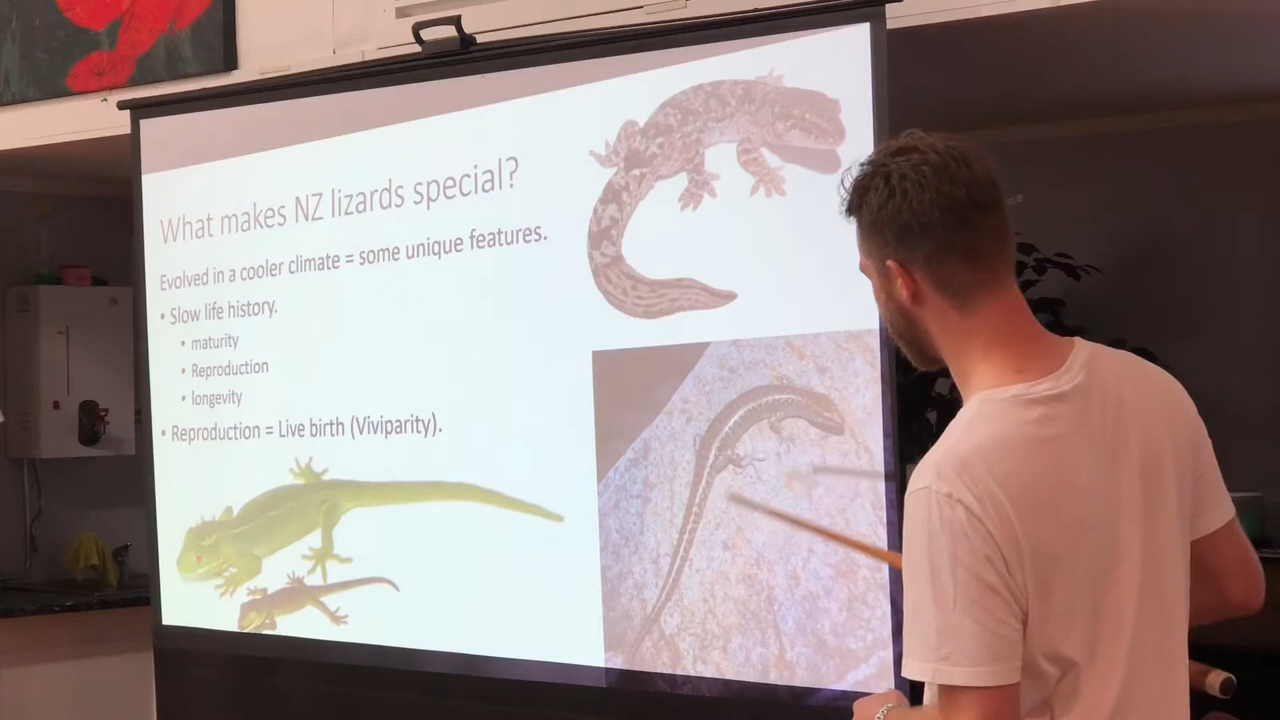 What makes NZ lizards special?
Evolved in a cooler climate = some unique features.
• Slow life history.
• maturity
• Reproduction
• longevity
• Reproduction = Live birth (Viviparity).